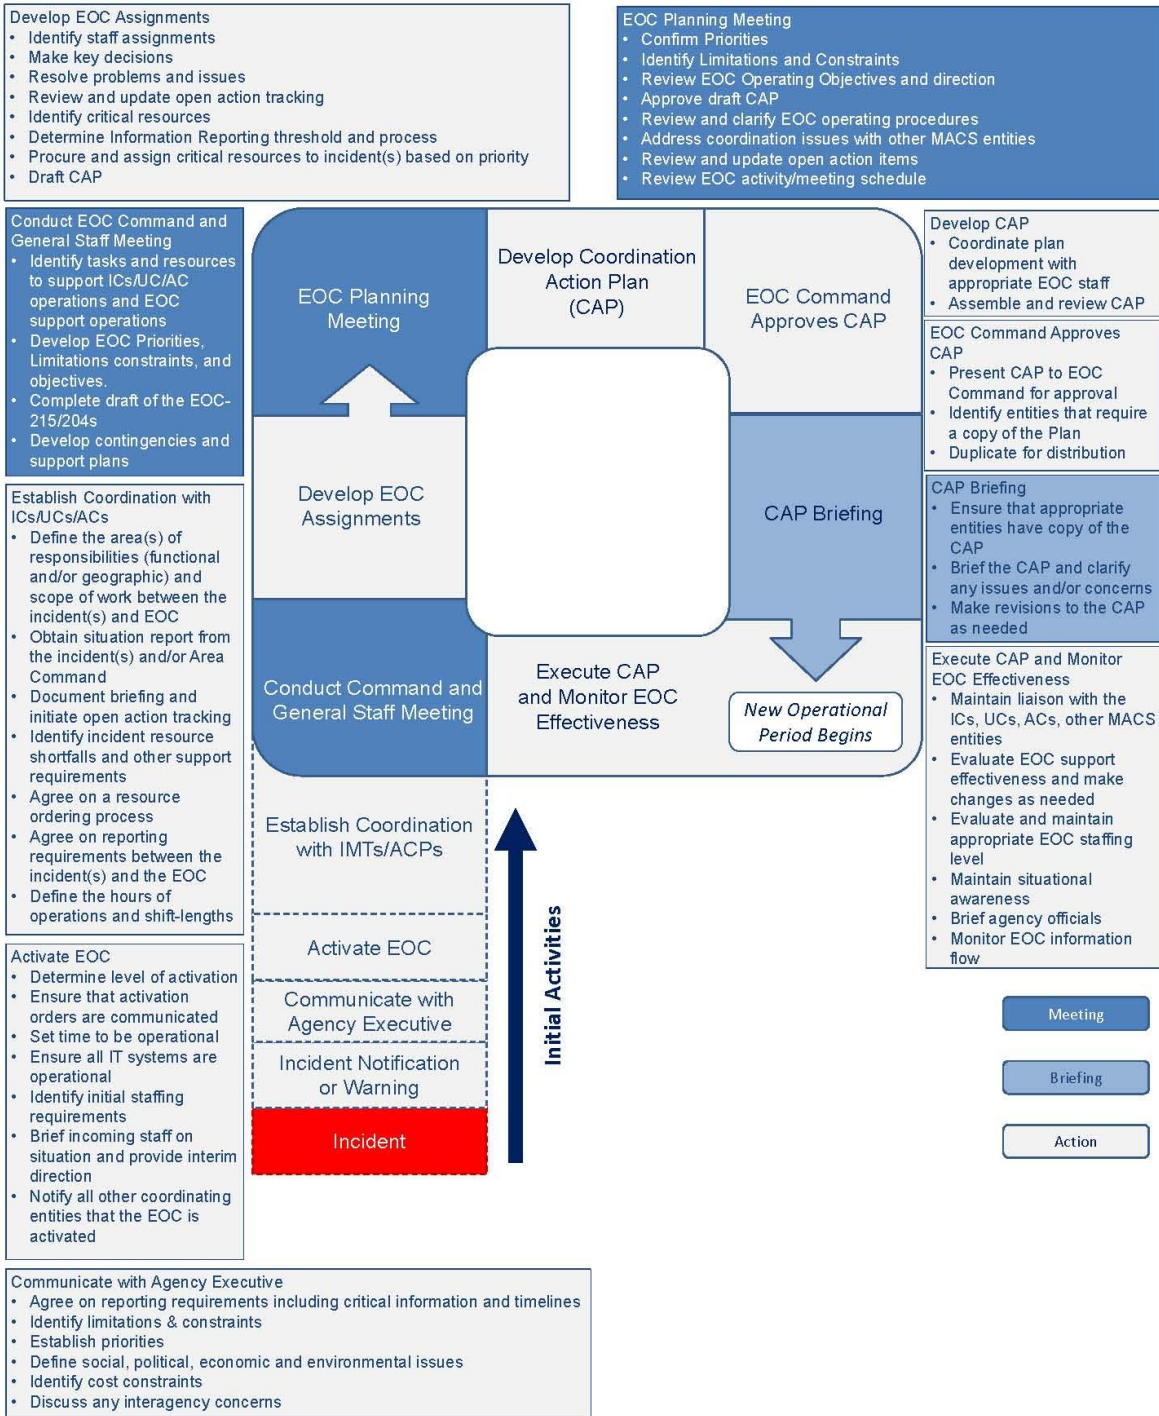 Develop EOC Assignments
• Identify staff assignments
• Make key decisions
• Resolve problems and issues
• Review and update open action tracking
• Identify critical resources
• Determine Information Reporting threshold and process
• Procure and assign critical resources to incident(s) based on priority
• Draft CAP
EOC Planning Meeting
• Confirm Priorities
• Identify Limitations and Constraints
• Review EOC Operating Objectives and direction
• Approve draft CAP
• Review and clarify EOC operating procedures
• Address coordination issues with other MACS entities
• Review and update open action items
• Review EOC activity/meeting schedule
Conduct EOC Command and
General Staff Meeting
• Identify tasks and resources
to support ICs/UC/AC
operations and EOC
support operations
• Develop EOC Priorities,
Limitations constraints, and
objectives.
• Complete draft of the EOC-
215/204s
• Develop contingencies and
support plans
Establish Coordination with
ICs/UCs/ACs
• Define the area(s) of
responsibilities (functional
and/or geographic) and
scope of work between the
incident(s) and EOC
• Obtain situation report from
the incident(s) and/or Area
Command
• Document briefing and
initiate open action tracking
• Identify incident resource
shortfalls and other support
requirements
• Agree on a resource
ordering process
• Agree on reporting
requirements between the
incident(s) and the EOC
• Define the hours of
operations and shift-lengths
Activate EOC
• Determine level of activation
• Ensure that activation
orders are communicated
• Set time to be operational
• Ensure all IT systems are
operational
• Identify initial staffing
requirements
• Brief incoming staff on
situation and provide interim
direction
• Notify all other coordinating
entities that the EOC is
activated
Communicate with Agency Executive
• Agree on reporting requirements including critical information and timelines
• Identify limitations & constraints
• Establish priorities
• Define social, political, economic and environmental issues
• Identify cost constraints
• Discuss any interagency concerns
EOC Planning
Meeting
Develop Coordination
Action Plan
(CAP)
EOC Command
Approves CAP
Develop EOC
Assignments
CAP Briefing
Conduct Command and
General Staff Meeting
Execute CAP
and Monitor EOC
Effectiveness
New Operational
Period Begins
Establish Coordination
with IMTs/ACPs
Activate EOC
Communicate with
Agency Executive
Incident Notification
or Warning
Incident
Initial Activities
Develop CAP
• Coordinate plan
development with
appropriate EOC staff
• Assemble and review CAP
EOC Command Approves
CAP
• Present CAP to EOC
Command for approval
• Identify entities that require
a copy of the Plan
• Duplicate for distribution
CAP Briefing
• Ensure that appropriate
entities have copy of the
CAP
• Brief the CAP and clarify
any issues and/or concerns
• Make revisions to the CAP
as needed
Execute CAP and Monitor
EOC Effectiveness
• Maintain liaison with the
ICs, UCs, ACs, other MACS
entities
• Evaluate EOC support
effectiveness and make
changes as needed
• Evaluate and maintain
appropriate EOC staffing
level
• Maintain situational
awareness
• Brief agency officials
• Monitor EOC information
flow
Meeting
Briefing
Action